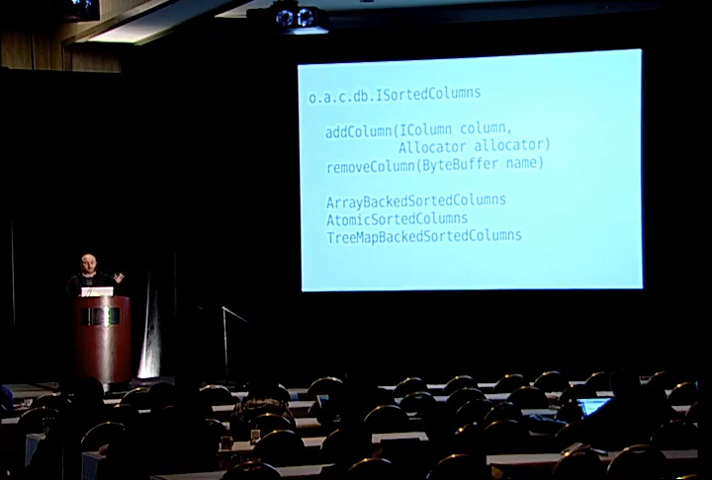 o.a.c.db.ISortedColumns
addColumn(IColumn column,
Allocator allocator)
removeColumn(ByteBuffer name)
ArrayBackedSortedColumns
AtomicSortedColumns
TreeMapBackedSortedColumns